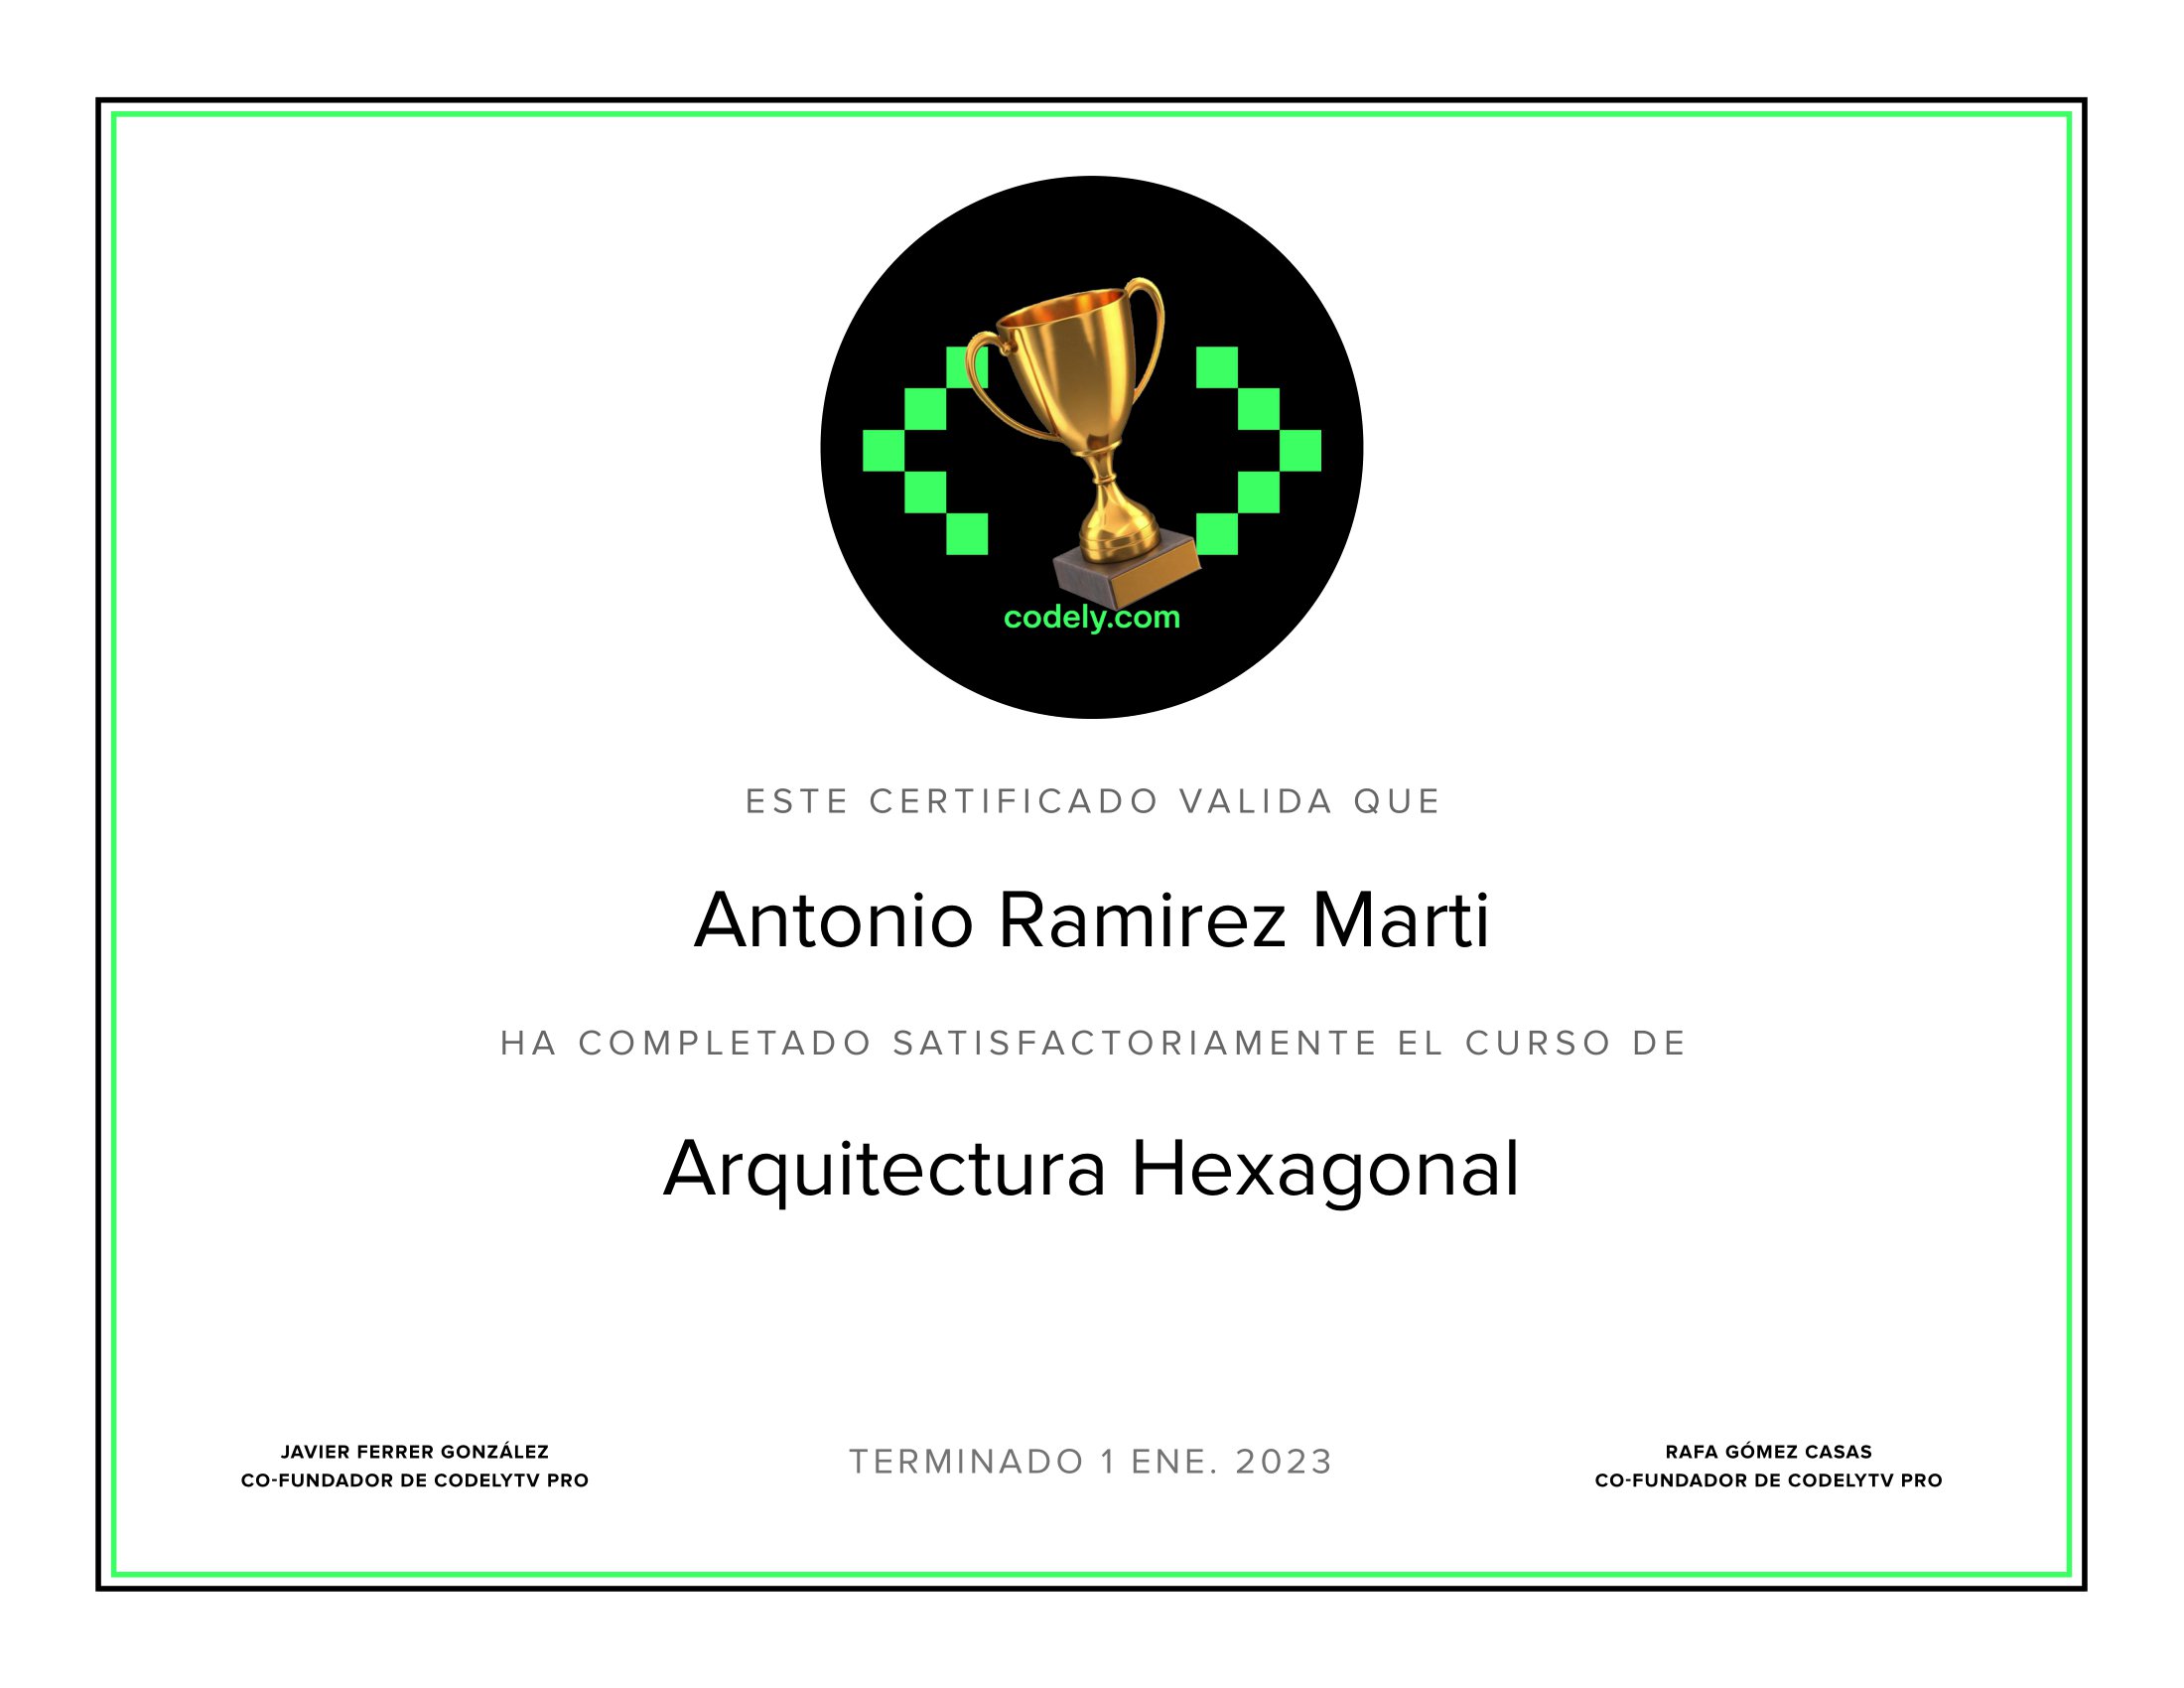 codely.com
ESTE CERTIFICADO VALIDA QUE
Antonio Ramirez Marti
HA COMPLETADO SATISFACTORIAMENTE EL CURSO DE
Arquitectura Hexagonal
JAVIER FERRER GONZÁLEZ
CO-FUNDADOR DE CODELYTV PRO
TERMINADO 1 ENE. 2023
RAFA GÓMEZ CASAS
CO-FUNDADOR DE CODELYTV PRO